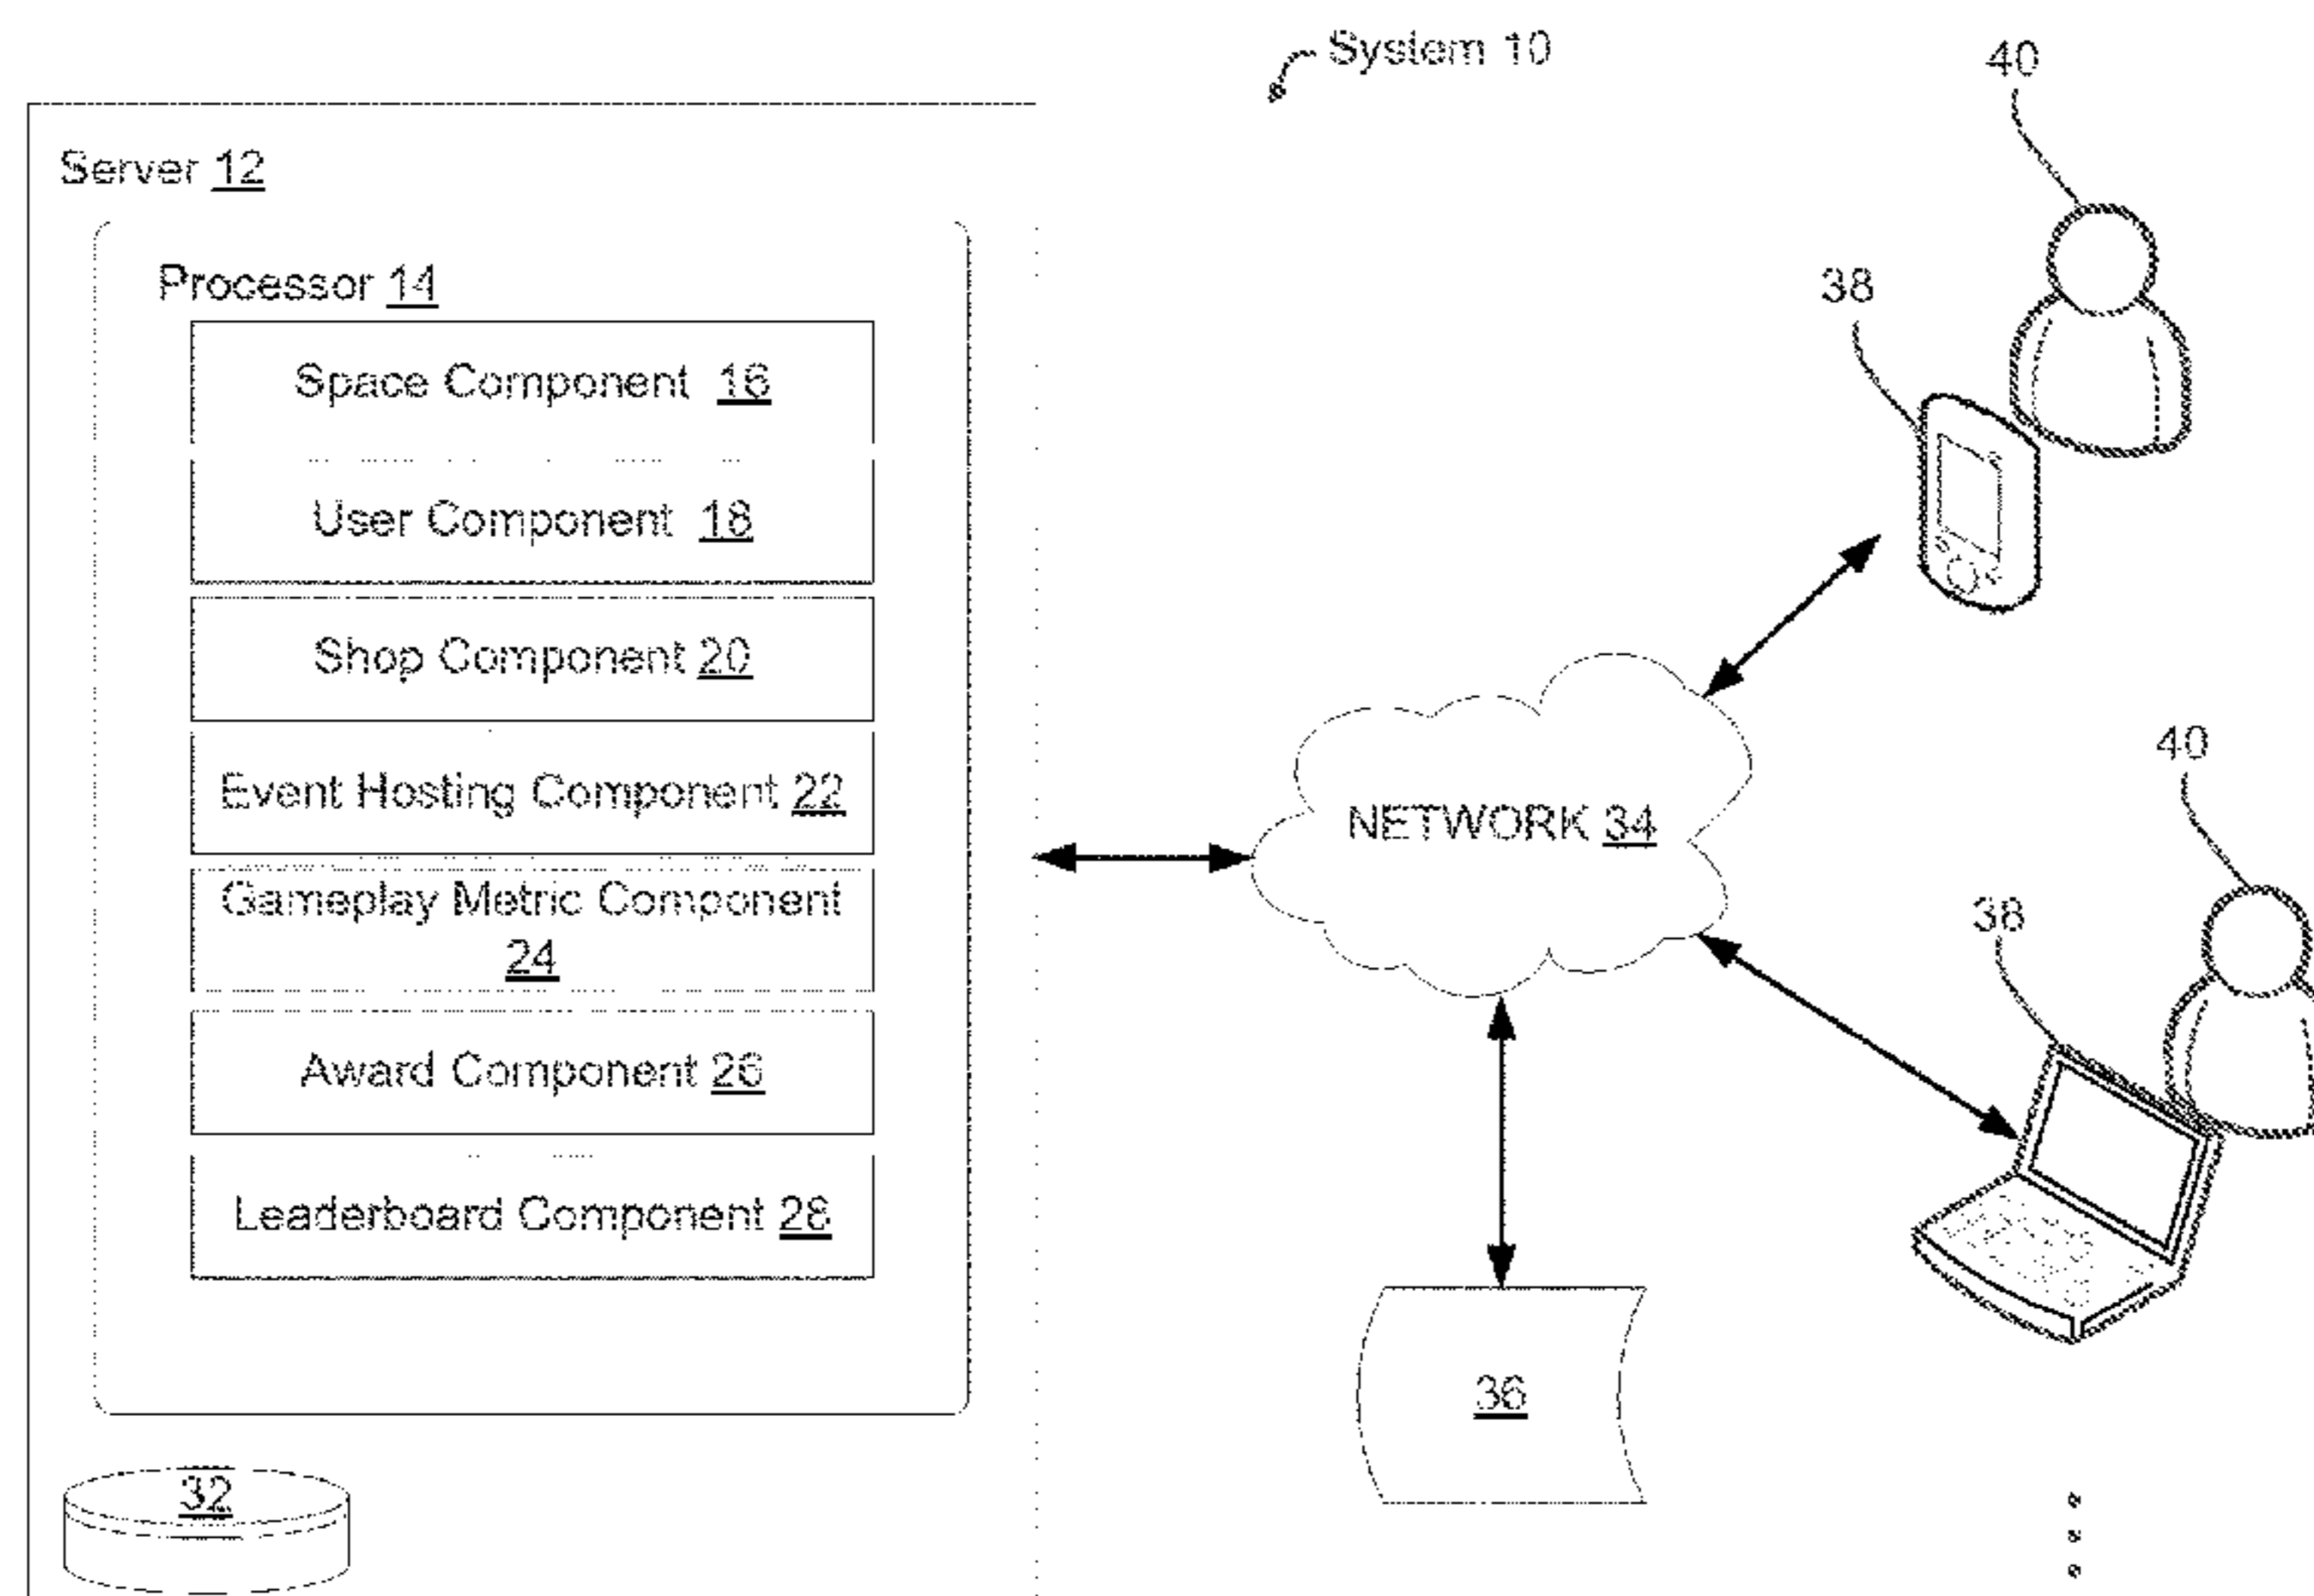 System 10
40
Server 12
Processor 14
38
Space Component 16
User Component 18
Shop Component 20
Event Hosting Component 22
NETWORK 34
40
Gameplay Metric Component
24
38
Award Component 26
Leaderboard Component 28
36
32